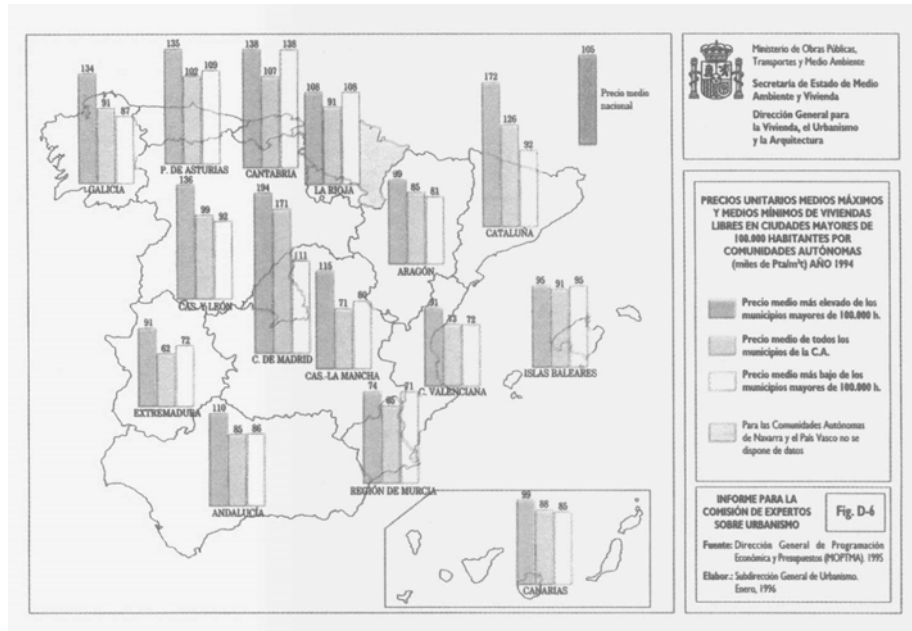 134
91
87
GALICIA
135
102
109
P. DE ASTURIAS
138
107
138
CANTABRIA
108
91
108
LA RIOJA
172
126
92
CATALUÑA
105
Precio medio
nacional
136
99
92
CAS. Y LEÓN
194
171
111
C. DE MADRID
99
85
81
ARAGÓN
115
71
80
CAS.-LA MANCHA
91
73
72
C. VALENCIANA
95
91
95
ISLAS BALEARES
91
62
72
EXTREMADURA
110
85
86
ANDALUCÍA
74
65
71
REGIÓN DE MURCIA
99
88
85
CANARIAS
Ministerio de Obras Públicas,
Transportes y Medio Ambiente
Secretaría de Estado de Medio
Ambiente y Vivienda
Dirección General para
la Vivienda, el Urbanismo
y la Arquitectura
PRECIOS UNITARIOS MEDIOS MÁXIMOS
Y MEDIOS MÍNIMOS DE VIVIENDAS
LIBRES EN CIUDADES MAYORES DE
100.000 HABITANTES POR
COMUNIDADES AUTÓNOMAS
(miles de Pta/m²t) AÑO 1994
Precio medio más elevado de los
municipios mayores de 100.000 h.
Precio medio de todos los
municipios de la C.A.
Precio medio más bajo de los
municipios mayores de 100.000 h.
Para las Comunidades Autónomas
de Navarra y el País Vasco no se
dispone de datos
INFORME PARA LA
COMISIÓN DE EXPERTOS
SOBRE URBANISMO
Fig. D-6
Fuente: Dirección General de Programación
Económica y Presupuestos (MOPTMA). 1995
Elabor.: Subdirección General de Urbanismo.
Enero, 1996